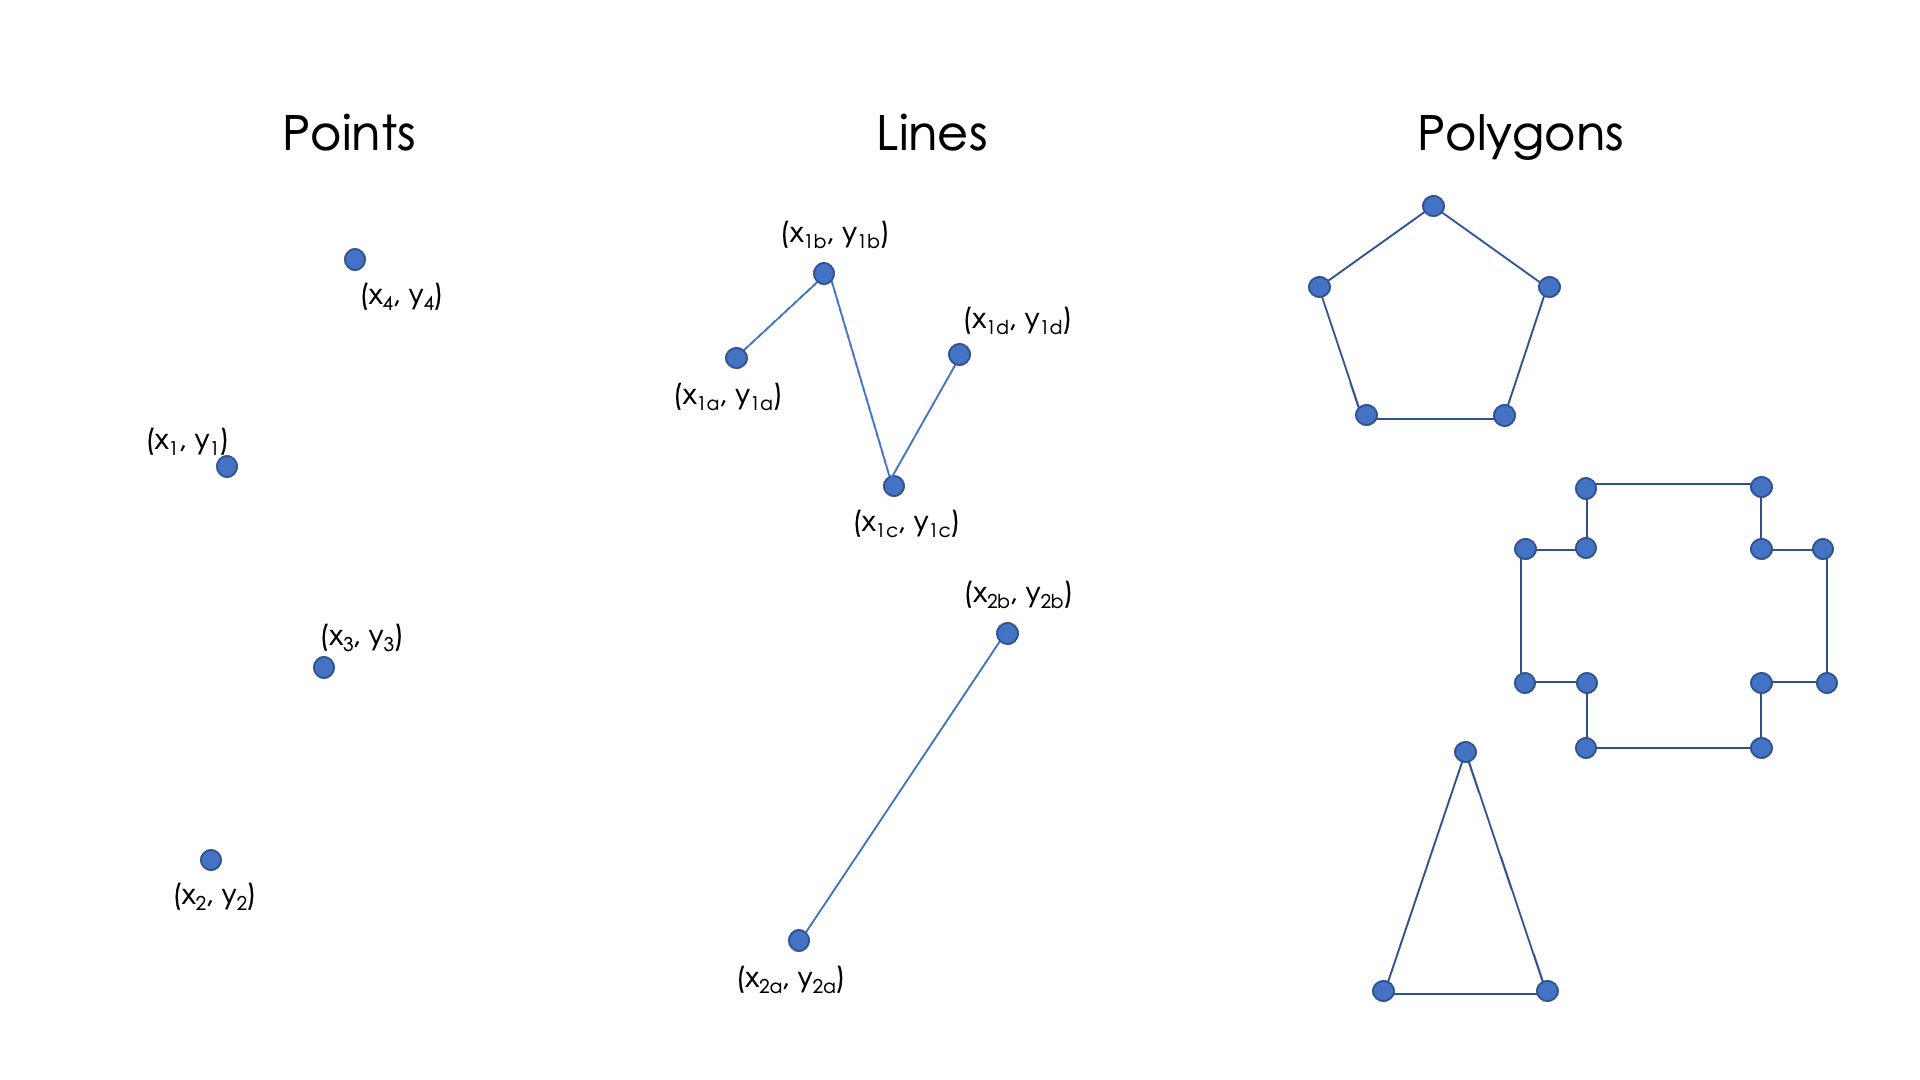 Points
Lines
Polygons
(x₄, y₄)
(x₁, y₁)
(x₃, y₃)
(x₂, y₂)
(x₁b, y₁b)
(x₁d, y₁d)
(x₁a, y₁a)
(x₁c, y₁c)
(x₂b, y₂b)
(x₂a, y₂a)